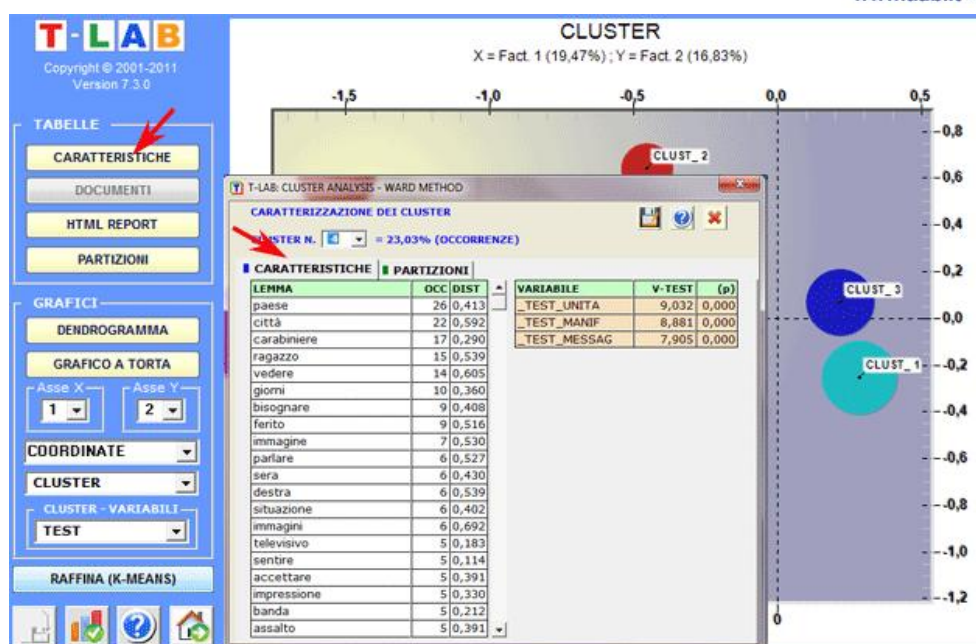 T-LAB
Copyright © 2001-2011
Version 7.3.0
TABELLE
CARATTERISTICHE
DOCUMENTI
HTML REPORT
PARTIZIONI
GRAFICI
DENDROGRAMMA
GRAFICO A TORTA
Asse X
Asse Y
1
2
COORDINATE
CLUSTER
CLUSTER - VARIABILI
TEST
RAFFINA (K-MEANS)
CLUSTER
X = Fact. 1 (19,47%) ; Y = Fact. 2 (16,83%)
-1,5 -1,0 -0,5 0,0 0,5
CLUST_2
T-LAB: CLUSTER ANALYSIS - WARD METHOD
CARATTERIZZAZIONE DEI CLUSTER
CLUSTER N. = 23,03% (OCCORRENZE)
CARATTERISTICHE PARTIZIONI
LEMMA OCC DIST
paese 26 0,413
città 22 0,592
carabiniere 17 0,290
ragazzo 15 0,539
vedere 14 0,605
giorni 10 0,360
bisognare 9 0,408
ferito 9 0,516
immagine 7 0,530
parlare 6 0,527
sera 6 0,430
destra 6 0,539
situazione 6 0,402
immagini 6 0,692
televisivo 5 0,183
sentire 5 0,114
accettare 5 0,391
impressione 5 0,330
banda 5 0,212
assalto 5 0,391
VARIABILE V-TEST (p)
_TEST_UNITA 9,032 0,000
_TEST_MANIF 8,881 0,000
_TEST_MESSAG 7,905 0,000
CLUST_3
CLUST_1
-0,8
-0,6
-0,4
-0,2
-0,0
-0,2
-0,4
-0,6
-0,8
-1,0
-1,2
0